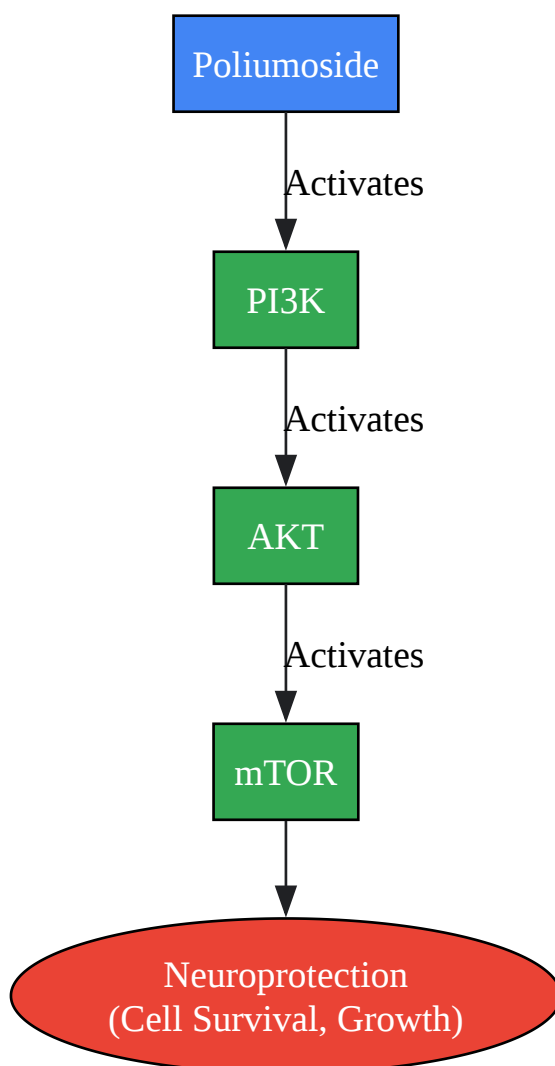 Poliumoside
Activates
PI3K
Activates
AKT
Activates
mTOR
Neuroprotection
(Cell Survival, Growth)